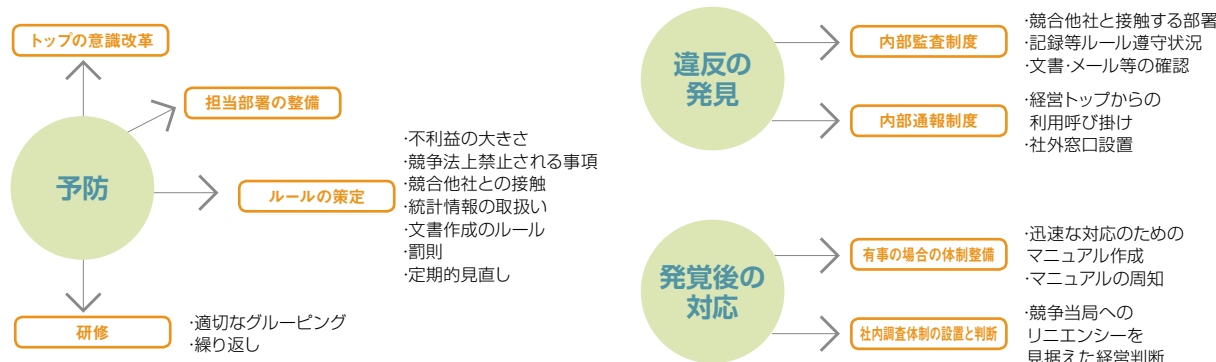 トップの意識改革
担当部署の整備
予防
ルールの策定
·不利益の大きさ
·競争法上禁止される事項
·競合他社との接触
·統計情報の取扱い
·文書作成のルール
·罰則
·定期的見直し
研修
·適切なグルーピング
·繰り返し
違反の
発見
内部監査制度
·競合他社と接触する部署
·記録等ルール遵守状況
·文書・メール等の確認
内部通報制度
·経営トップからの
利用呼び掛け
·社外窓口設置
発覚後の
対応
有事の場合の体制整備
·迅速な対応のための
マニュアル作成
·マニュアルの周知
社内調査体制の設置と判断
·競争当局への
リニエンシーを
見据えた経営判断